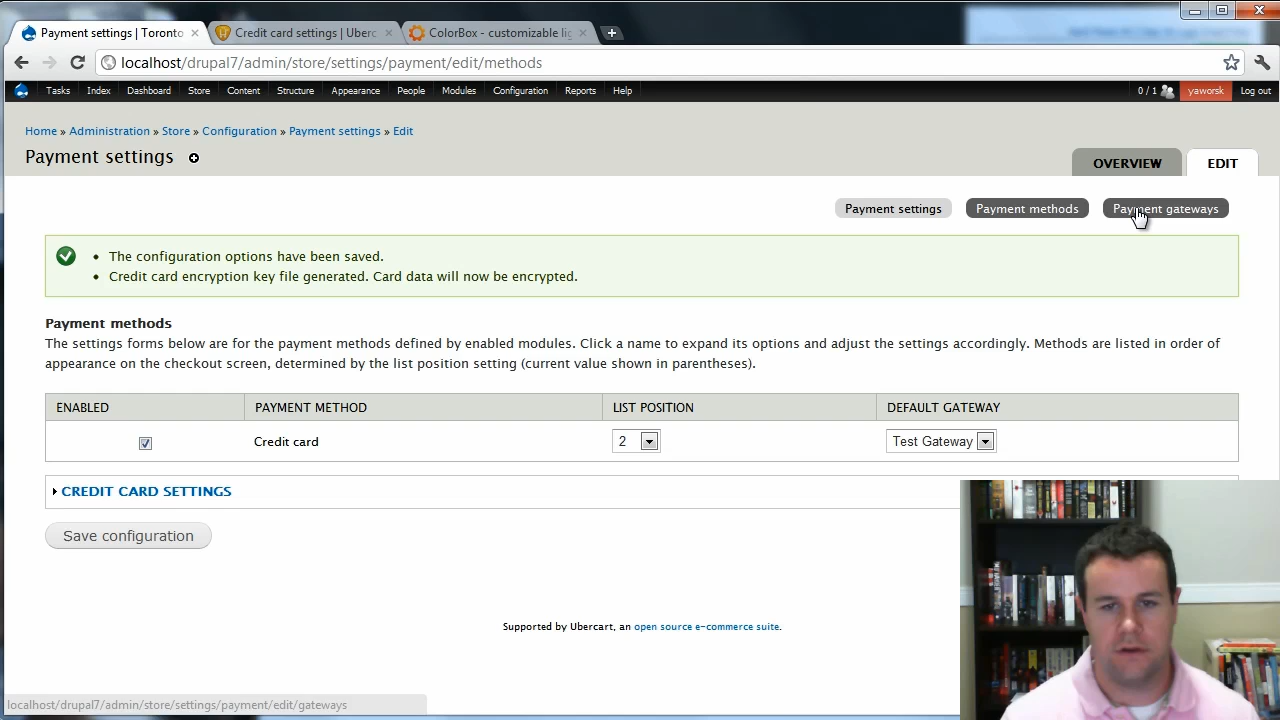 Payment settings | Toronto
Credit card settings | Uberc
ColorBox - customizable lig
localhost/drupal7/admin/store/settings/payment/edit/methods
Tasks Index Dashboard Store Content Structure Appearance People Modules Configuration Reports Help 0 / 1 yaworsk Log out
Home » Administration » Store » Configuration » Payment settings » Edit
Payment settings
OVERVIEW EDIT
Payment settings Payment methods Payment gateways
The configuration options have been saved.
Credit card encryption key file generated. Card data will now be encrypted.
Payment methods
The settings forms below are for the payment methods defined by enabled modules. Click a name to expand its options and adjust the settings accordingly. Methods are listed in order of
appearance on the checkout screen, determined by the list position setting (current value shown in parentheses).
ENABLED PAYMENT METHOD LIST POSITION DEFAULT GATEWAY
Credit card 2 Test Gateway
CREDIT CARD SETTINGS
Save configuration
Supported by Ubercart, an open source e-commerce suite.
localhost/drupal7/admin/store/settings/payment/edit/gateways